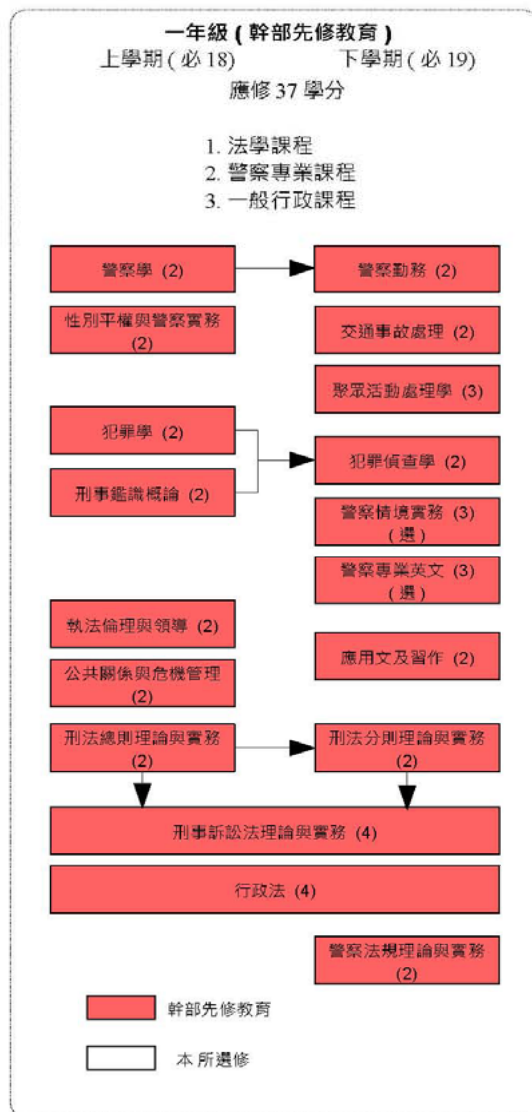 一年級 ( 幹部先修教育 )
上學期 ( 必 18) 下學期 ( 必 19)
應修 37 學分
1. 法學課程
2. 警察專業課程
3. 一般行政課程
警察學 (2) 警察勤務 (2)
性別平權與警察實務
(2)
交通事故處理 (2)
聚眾活動處理學 (3)
犯罪學 (2)
犯罪偵查學 (2)
刑事鑑識概論 (2)
警察情境實務 (3)
( 選 )
警察專業英文 (3)
( 選 )
執法倫理與領導 (2)
應用文及習作 (2)
公共關係與危機管理
(2)
刑法總則理論與實務
(2)
刑法分則理論與實務
(2)
刑事訴訟法理論與實務 (4)
行政法 (4)
警察法規理論與實務
(2)
幹部先修教育
本所選修